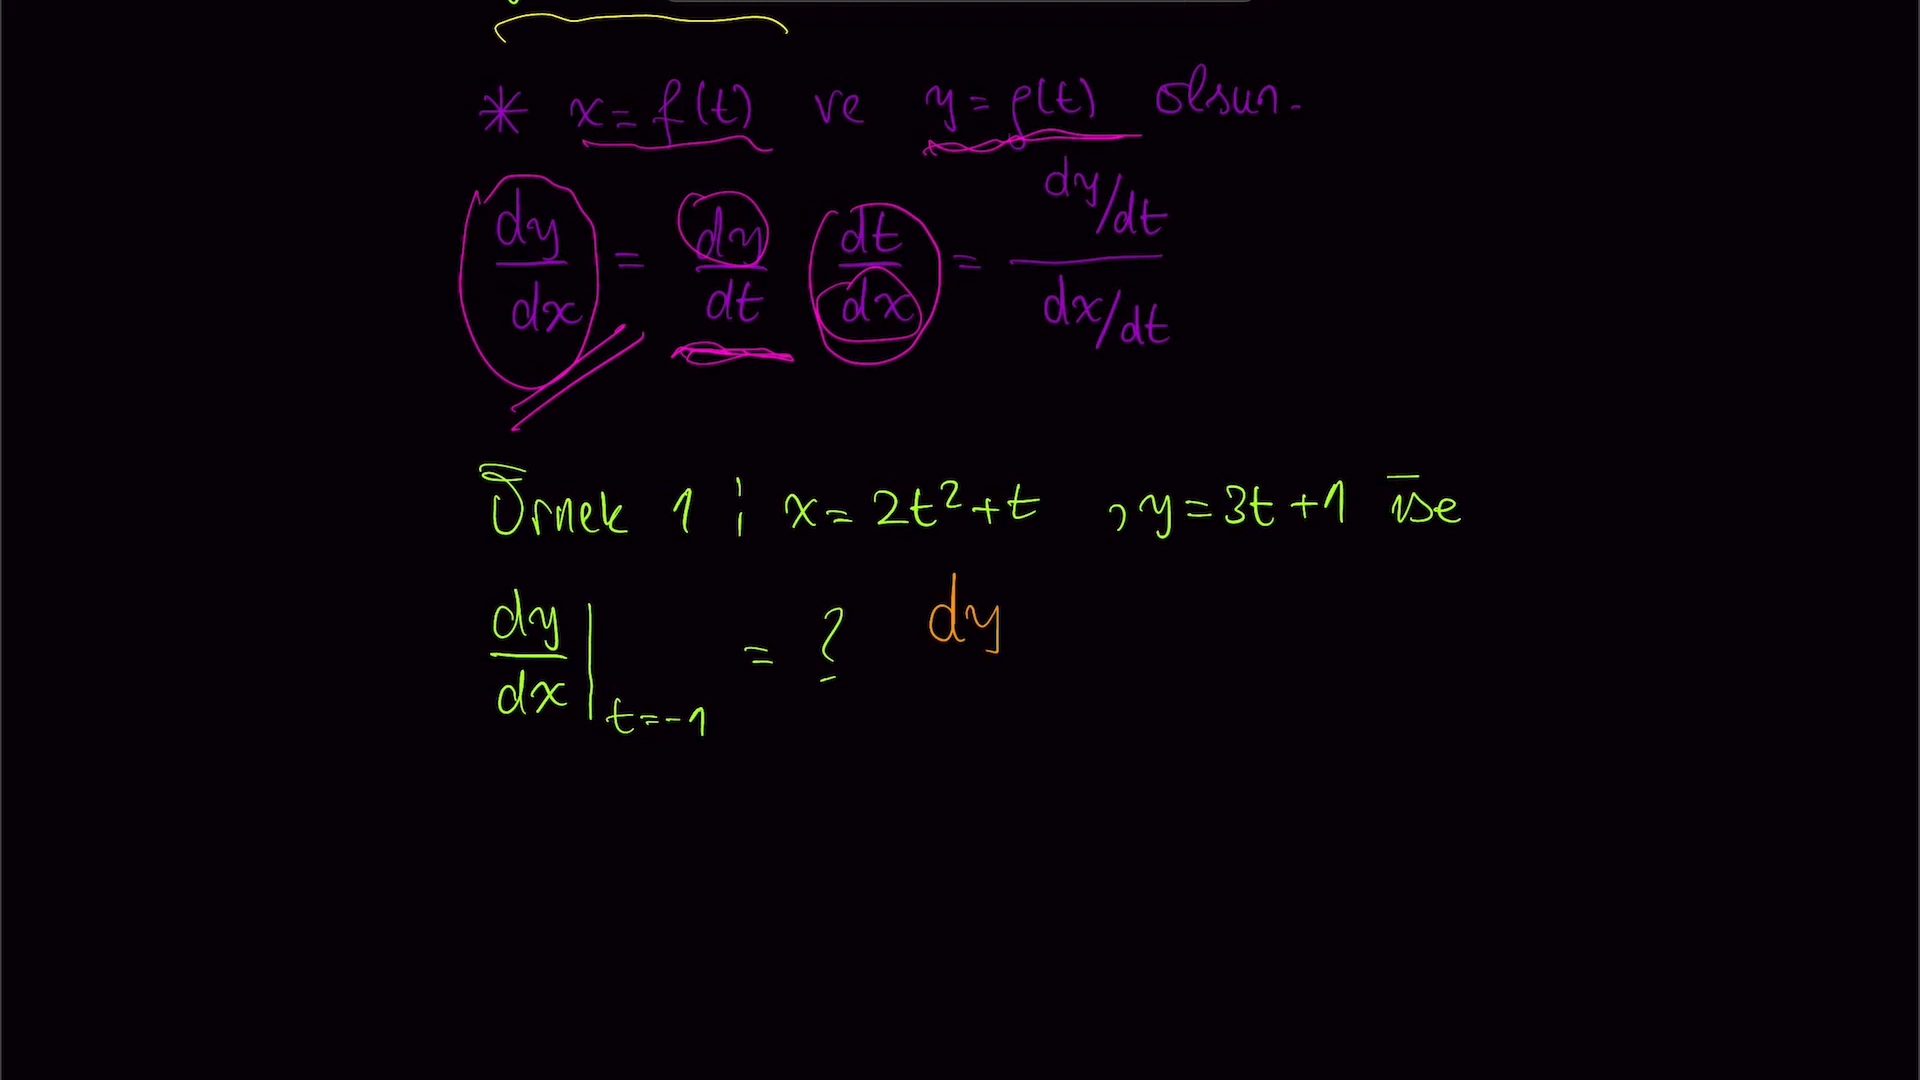 * x = f(t) ve y = g(t) olsun.
dy/dx = dy/dt dt/dx = (dy/dt)/(dx/dt)
Örnek 1 : x = 2t² + t , y = 3t + 1 ise
dy/dx |t=-1 = ? dy